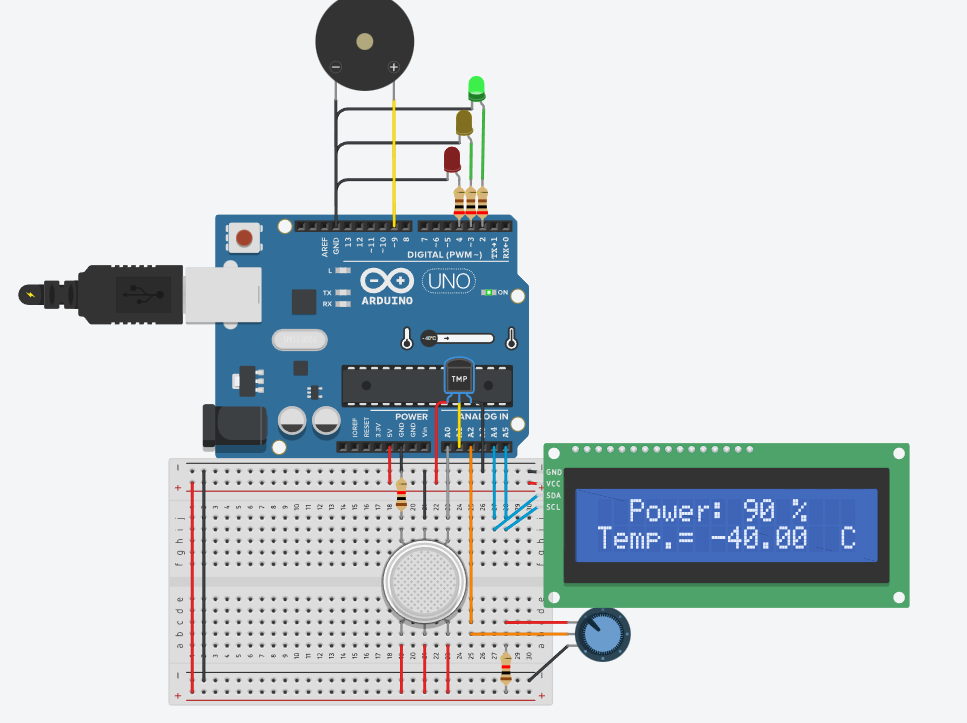 − +
AREF
GND
13
12
~11
~10
~9
8
7
~6
~5
4
~3
2
TX→1
RX←0
DIGITAL (PWM~)
L
TX
RX
ARDUINO
UNO
ON
-40°C
TMP
POWER
ANALOG IN
IOREF
RESET
3.3V
5V
GND
GND
Vin
A0
A2
A4
A5
GND
VCC
SDA
SCL
Power: 90 %
Temp.= -40.00 C
j
i
h
g
f
e
d
c
b
a